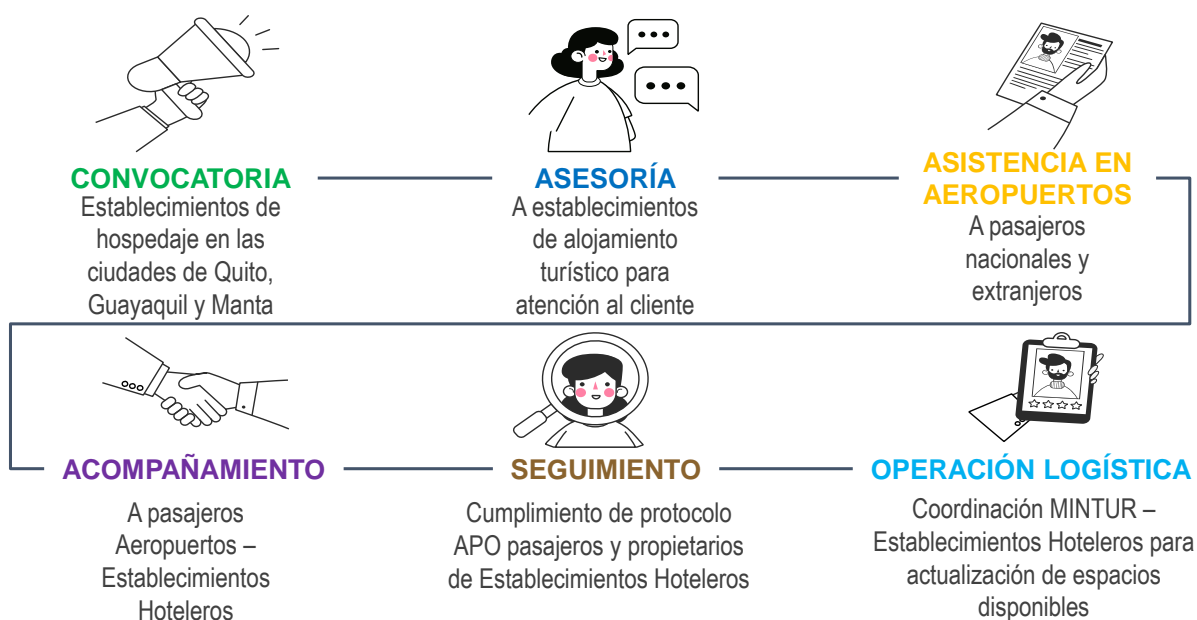 CONVOCATORIA
Establecimientos de
hospedaje en las
ciudades de Quito,
Guayaquil y Manta
ASESORÍA
A establecimientos
de alojamiento
turístico para
atención al cliente
ASISTENCIA EN
AEROPUERTOS
A pasajeros
nacionales y
extranjeros
ACOMPAÑAMIENTO
A pasajeros
Aeropuertos –
Establecimientos
Hoteleros
SEGUIMIENTO
Cumplimiento de protocolo
APO pasajeros y propietarios
de Establecimientos Hoteleros
OPERACIÓN LOGÍSTICA
Coordinación MINTUR –
Establecimientos Hoteleros para
actualización de espacios
disponibles